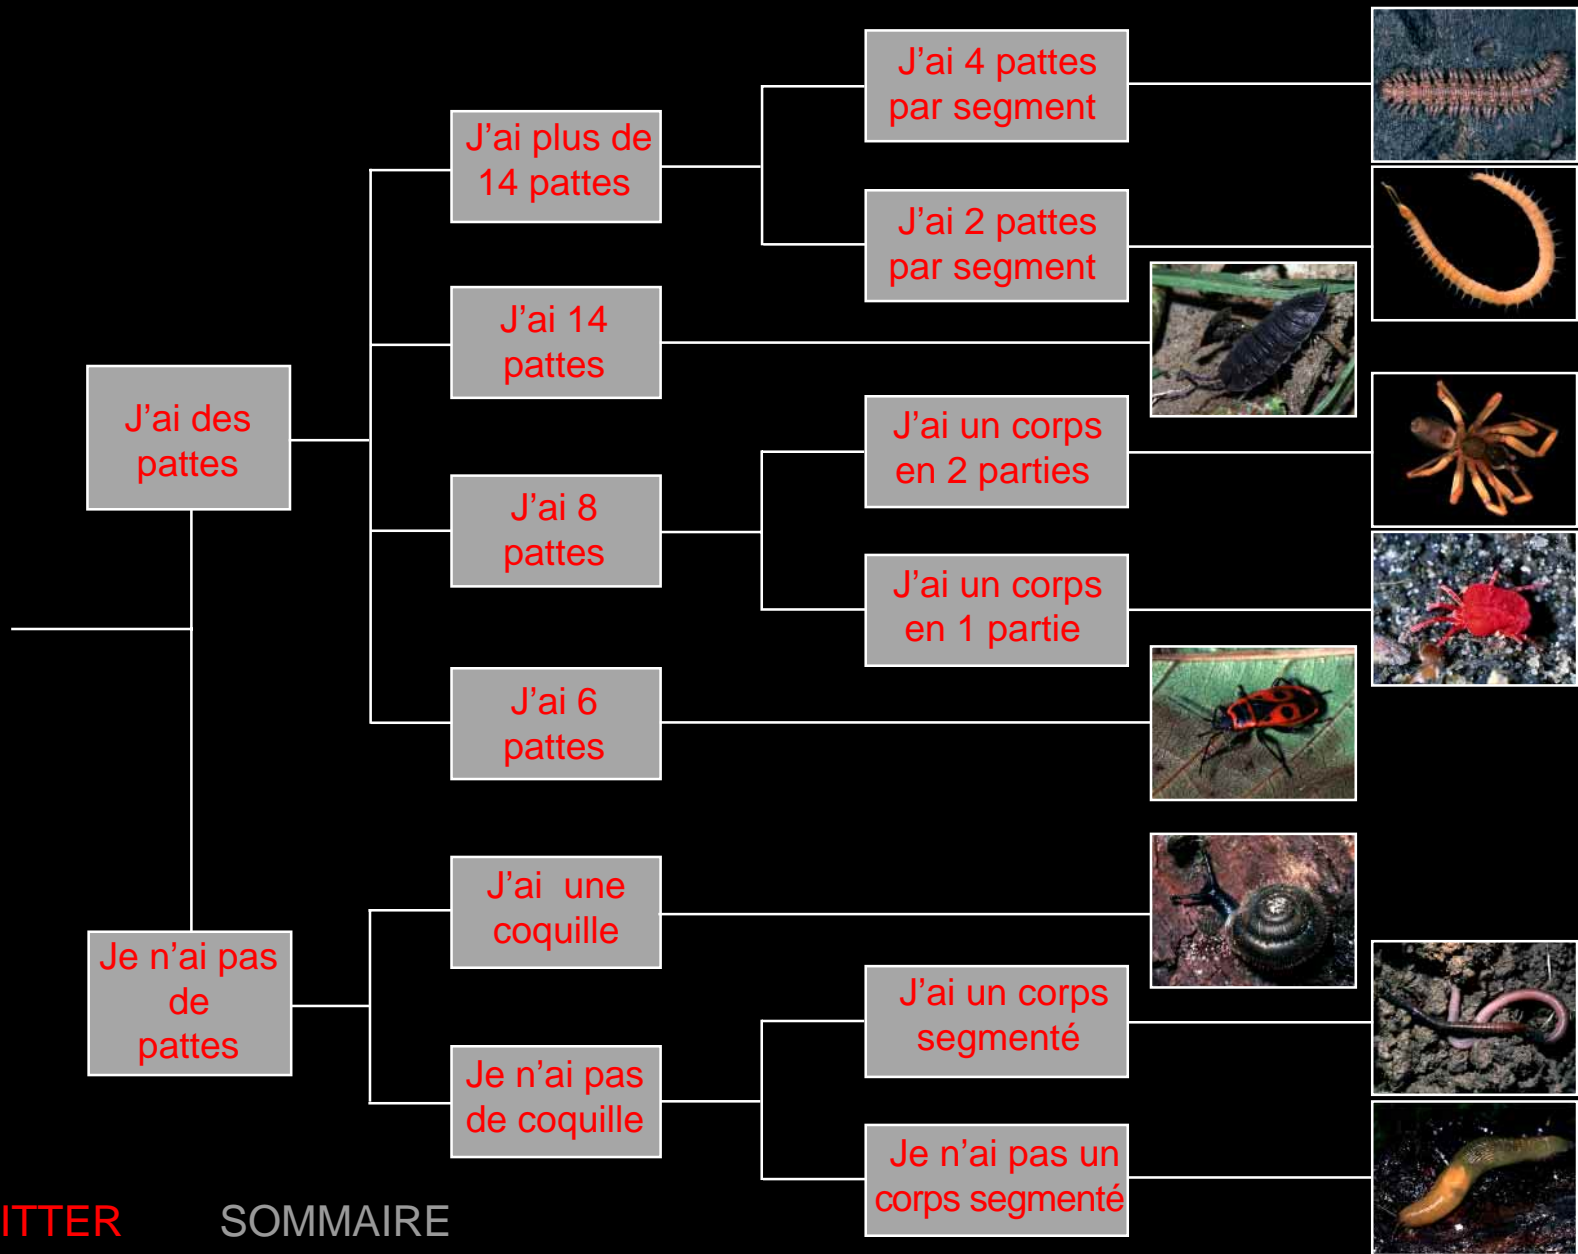 J'ai 4 pattes
par segment
J'ai plus de
14 pattes
J'ai 2 pattes
par segment
J'ai 14
pattes
J'ai des
pattes
J'ai un corps
en 2 parties
J'ai 8
pattes
J'ai un corps
en 1 partie
J'ai 6
pattes
J'ai une
coquille
Je n'ai pas
de
pattes
J'ai un corps
segmenté
Je n'ai pas
de coquille
Je n'ai pas un
corps segmenté
ITTER SOMMAIRE